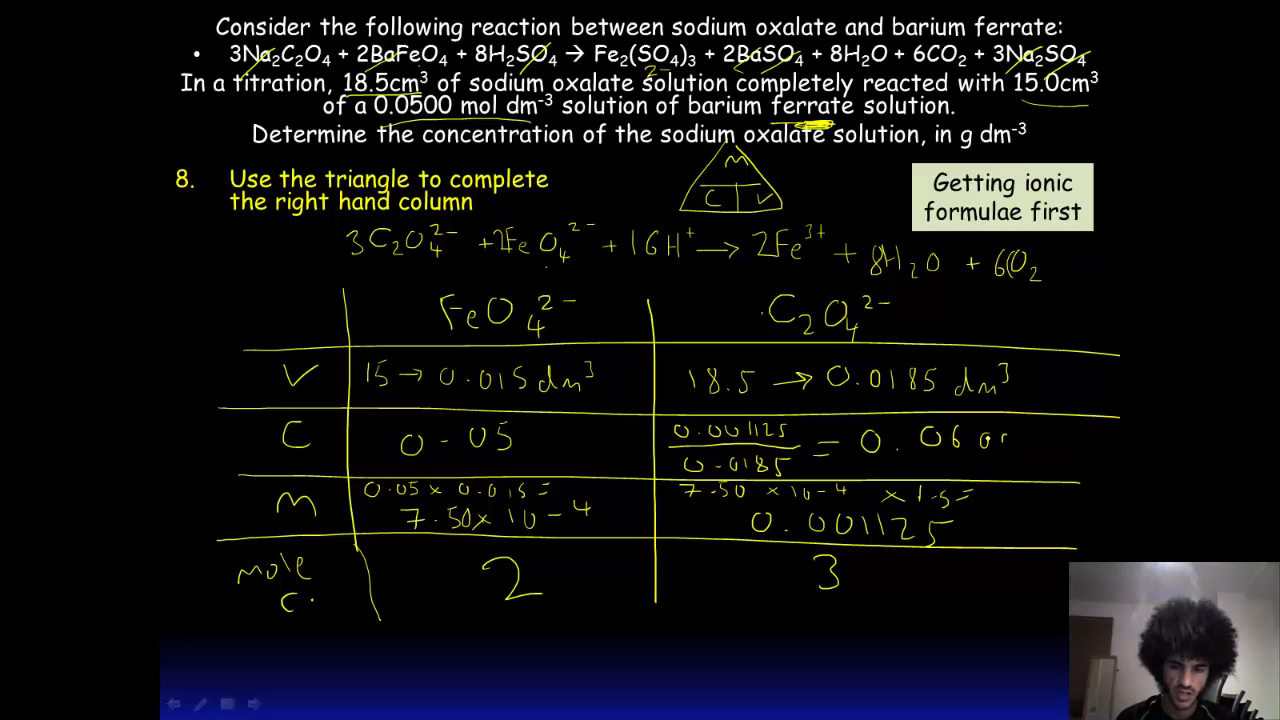 Consider the following reaction between sodium oxalate and barium ferrate:
• 3Na₂C₂O₄ + 2BaFeO₄ + 8H₂SO₄ → Fe₂(SO₄)₃ + 2BaSO₄ + 8H₂O + 6CO₂ + 3Na₂SO₄
2-
In a titration, 18.5cm³ of sodium oxalate solution completely reacted with 15.0cm³
of a 0.0500 mol dm⁻³ solution of barium ferrate solution.
Determine the concentration of the sodium oxalate solution, in g dm⁻³
8. Use the triangle to complete
the right hand column
M
C V
Getting ionic
formulae first
3C₂O₄²⁻ + 2FeO₄²⁻ + 16H⁺ → 2Fe³⁺ + 8H₂O + 6CO₂
FeO₄²⁻ C₂O₄²⁻
V 15 → 0.015 dm³ 18.5 → 0.0185 dm³
C 0.05 0.001125 / 0.0185 = 0.060
M 0.05 × 0.015 = 7.50 × 10-4 × 1.5 =
7.50 × 10-4 0.001125
mole 2 3
C.